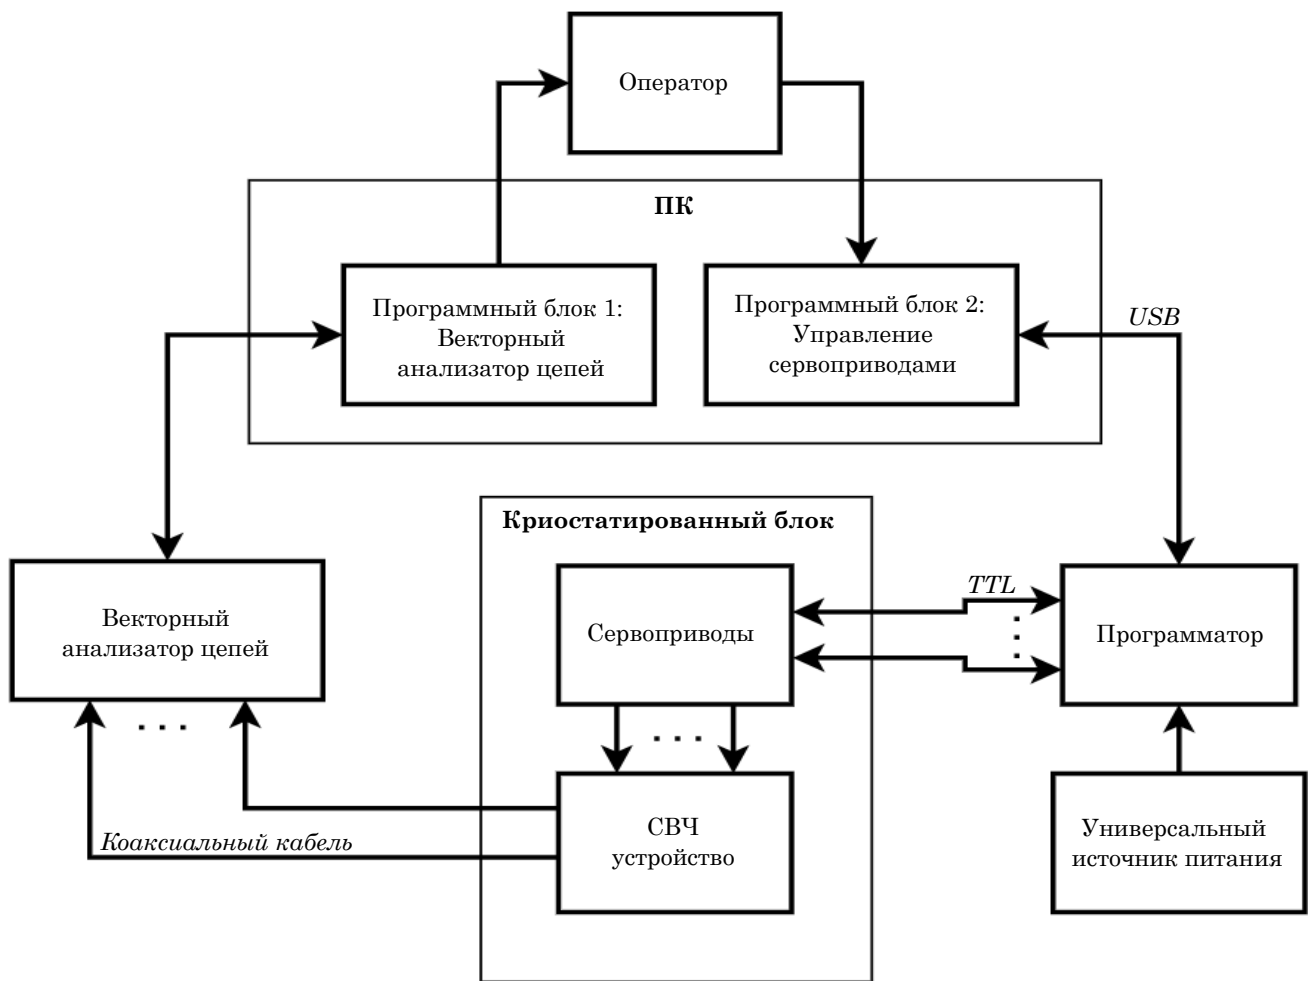 Оператор
ПК
Программный блок 1:
Векторный
анализатор цепей
Программный блок 2:
Управление
сервоприводами
USB
Криостатированный блок
Векторный
анализатор цепей
Сервоприводы
TTL
Программатор
СВЧ
устройство
Коаксиальный кабель
Универсальный
источник питания